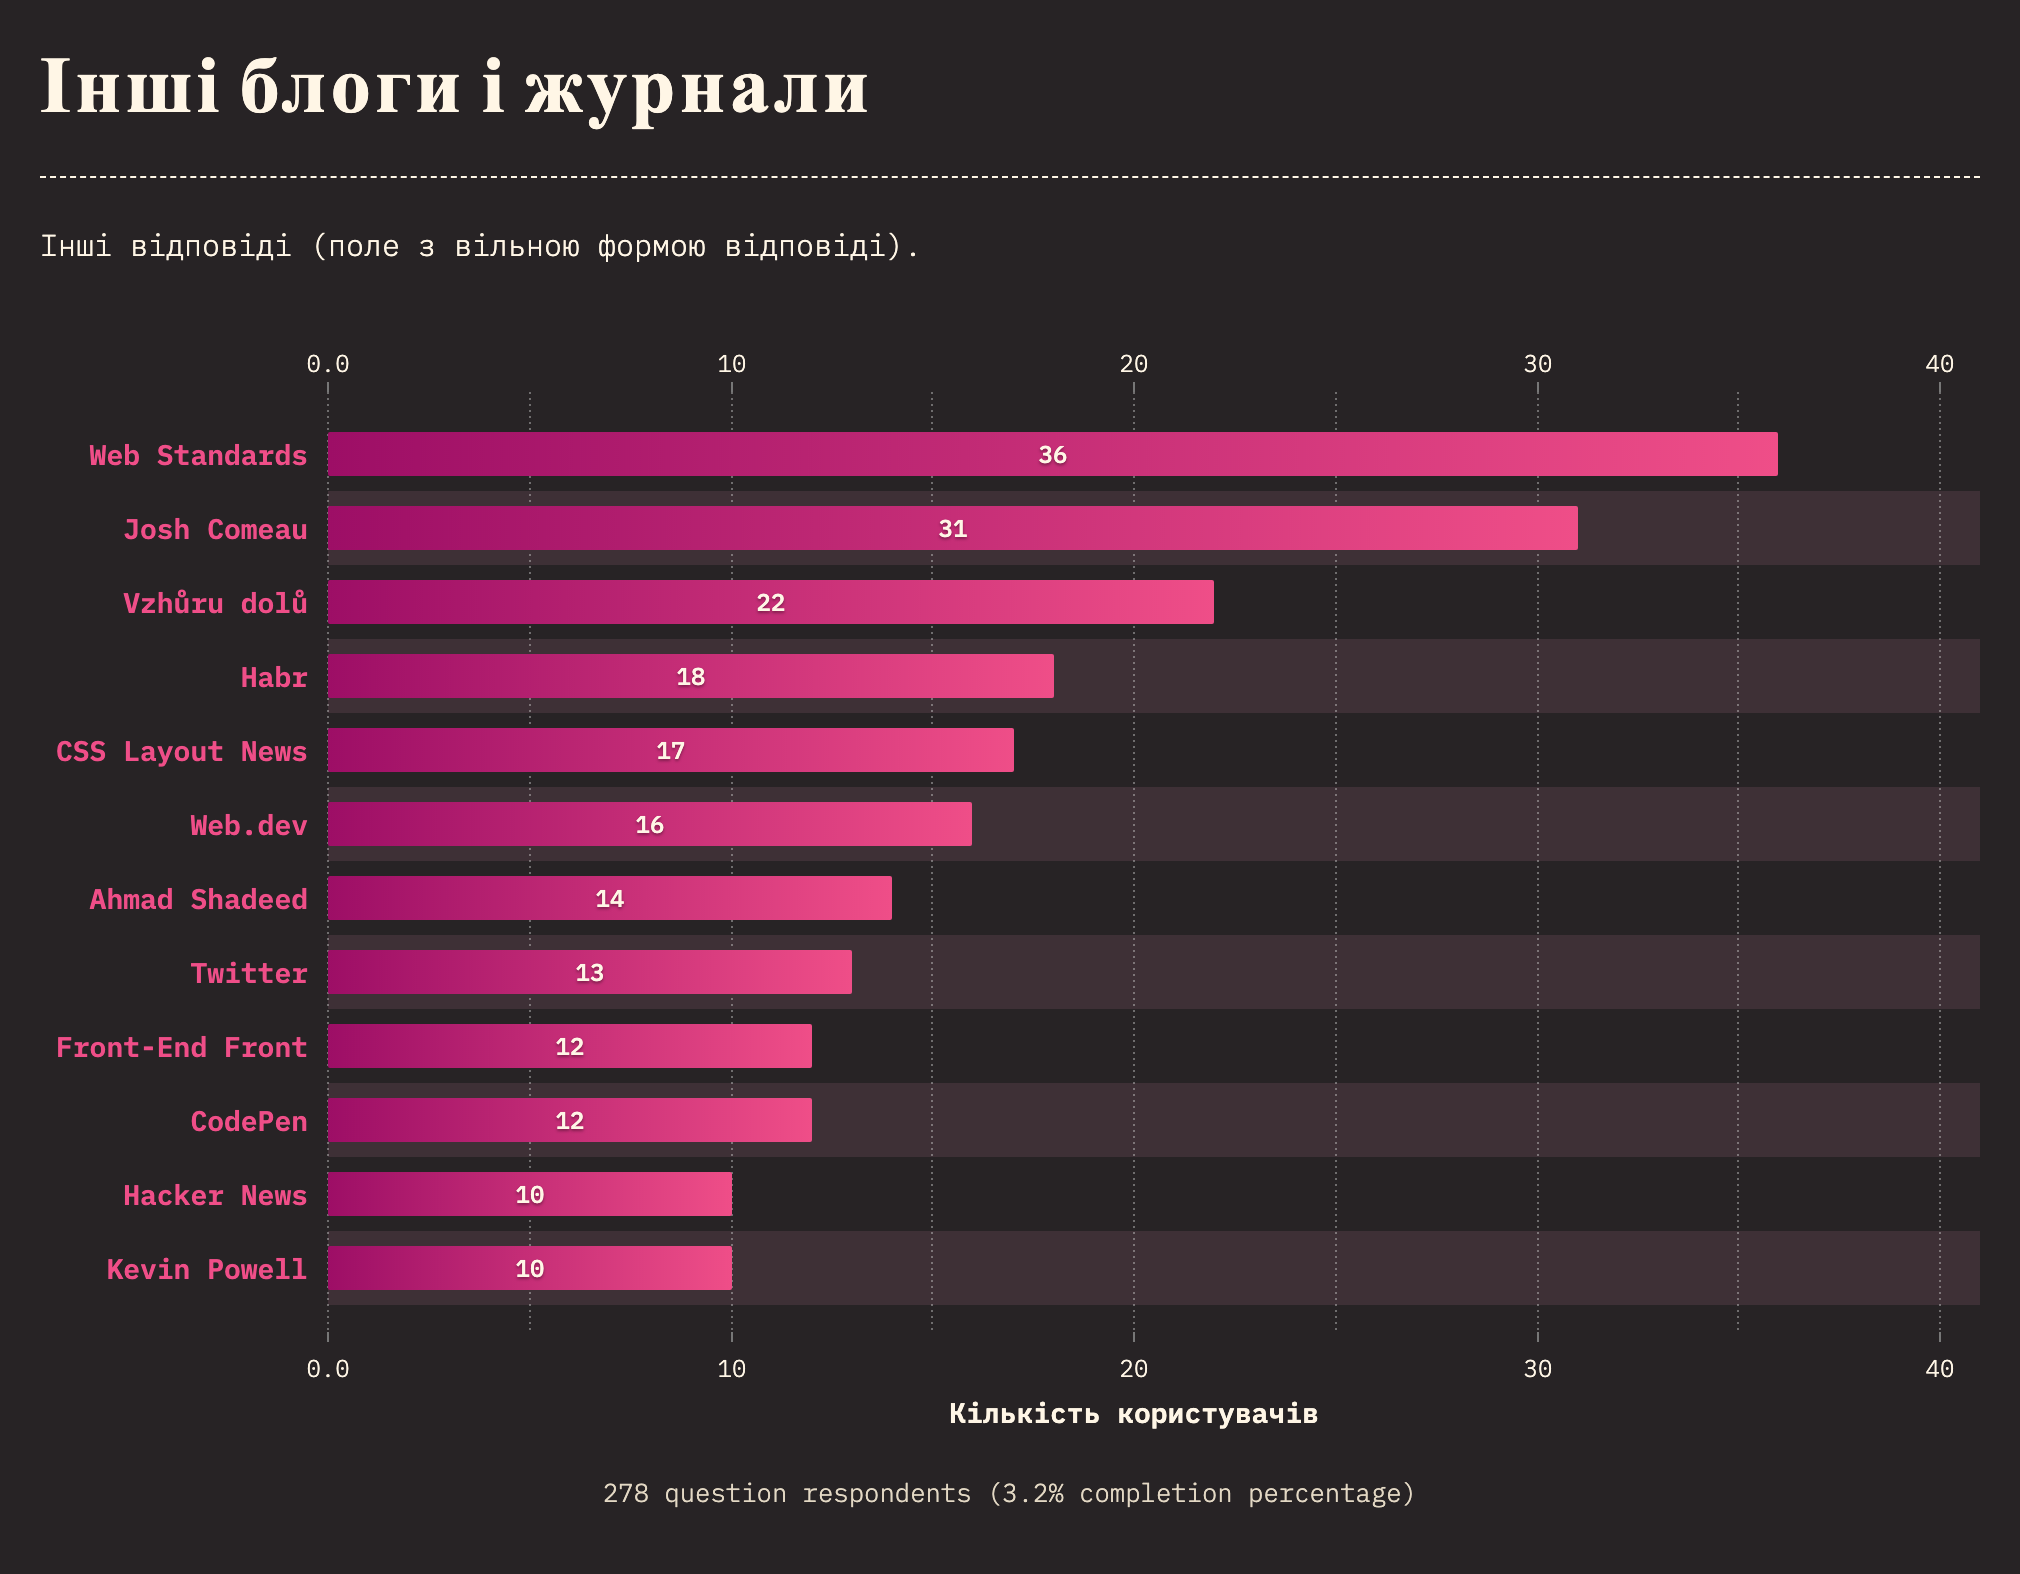 Інші блоги і журнали
Інші відповіді (поле з вільною формою відповіді).
0.0 10 20 30 40
Web Standards 36
Josh Comeau 31
Vzhůru dolů 22
Habr 18
CSS Layout News 17
Web.dev 16
Ahmad Shadeed 14
Twitter 13
Front-End Front 12
CodePen 12
Hacker News 10
Kevin Powell 10
0.0 10 20 30 40
Кількість користувачів
278 question respondents (3.2% completion percentage)